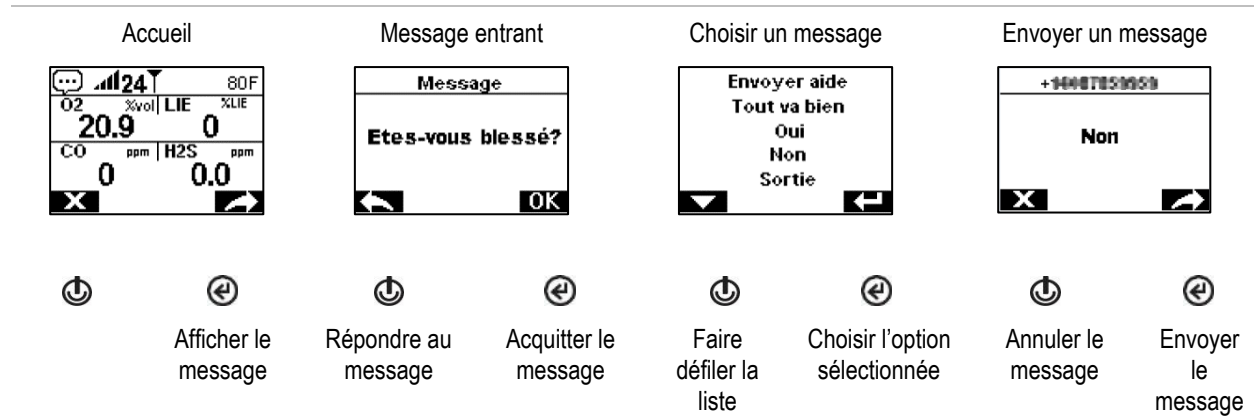 Accueil
Message entrant
Choisir un message
Envoyer un message
24 80F
O2 %vol LIE %LIE
20.9 0
CO ppm H2S ppm
0 0.0
X
Message
Etes-vous blessé?
OK
Envoyer aide
Tout va bien
Oui
Non
Sortie
Non
X
Afficher le
message
Répondre au
message
Acquitter le
message
Faire
défiler la
liste
Choisir l’option
sélectionnée
Annuler le
message
Envoyer
le
message